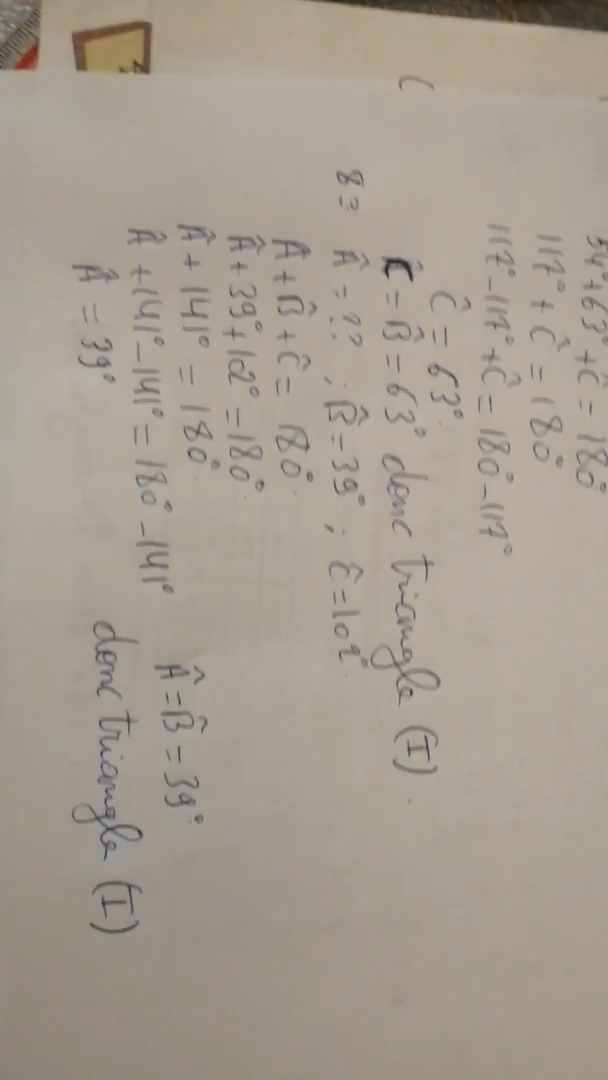 54°+63°+Ĉ = 180°
117° + Ĉ = 180°
117° - 117° + Ĉ = 180° - 117°
Ĉ = 63°.
Ĉ = B̂ = 63° donc triangle (I).
8) Â = ?? ; B̂ = 39° ; Ĉ = 102°.
Â + B̂ + Ĉ = 180°.
Â + 39° + 102° = 180°.
Â + 141° = 180°.
Â + 141° - 141° = 180° - 141°
Â = 39°
Â = B̂ = 39°.
donc triangle (I)